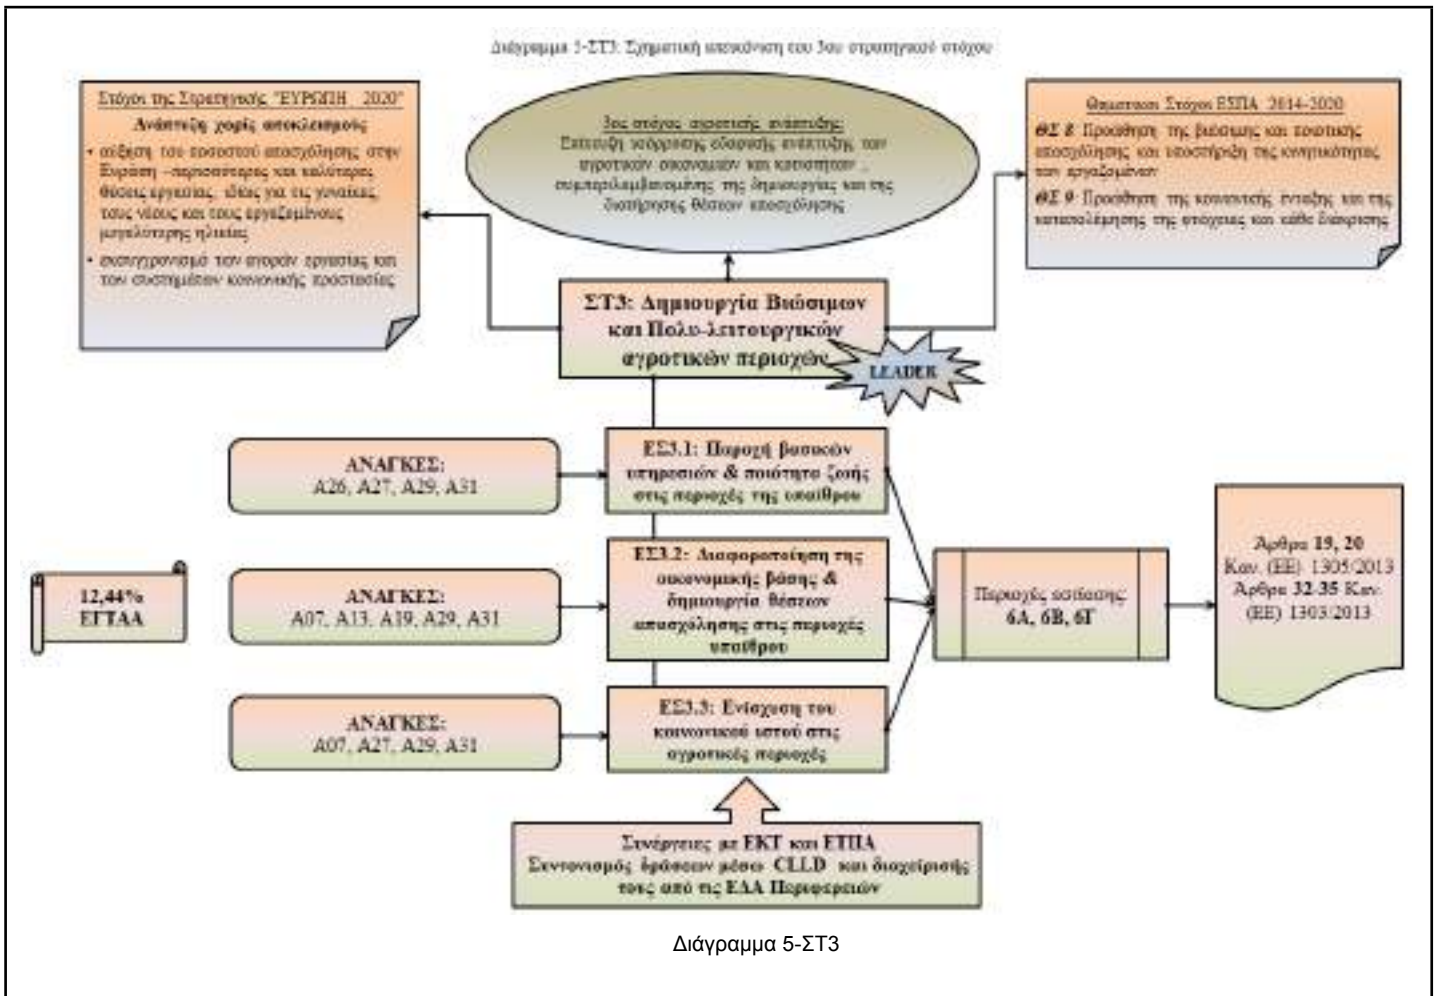 Διάγραμμα 5-ΣΤ3: Σχηματική απεικόνιση του 3ου στρατηγικού στόχου
Στόχοι της Στρατηγικής "ΕΥΡΩΠΗ 2020"
Ανάπτυξη χωρίς αποκλεισμούς
• αύξηση του ποσοστού απασχόλησης στην
Ευρώπη –περισσότερες και καλύτερες
θέσεις εργασίας, ιδίως για τις γυναίκες,
τους νέους και τους εργαζομένους
μεγαλύτερης ηλικίας
• εκσυγχρονισμό των αγορών εργασίας και
των συστημάτων κοινωνικής προστασίας
3ος στόχος αγροτικής ανάπτυξης:
Επίτευξη ισόρροπης εδαφικής ανάπτυξης των
αγροτικών οικονομιών και κοινοτήτων ,
συμπεριλαμβανομένης της δημιουργίας και της
διατήρησης θέσεων απασχόλησης
Θεματικοί Στόχοι ΕΣΠΑ 2014-2020
ΘΣ 8 Προώθηση της βιώσιμης και ποιοτικής
απασχόλησης και υποστήριξη της κινητικότητας
των εργαζομένων
ΘΣ 9 Προώθηση της κοινωνικής ένταξης και της
καταπολέμησης της φτώχειας και κάθε διάκρισης
ΣΤ3: Δημιουργία Βιώσιμων
και Πολυ-λειτουργικών
αγροτικών περιοχών
LEADER
ΑΝΑΓΚΕΣ:
Α26, Α27, Α29, Α31
ΕΣ3.1: Παροχή βασικών
υπηρεσιών & ποιότητα ζωής
στις περιοχές της υπαίθρου
12,44%
ΕΓΤΑΑ
ΑΝΑΓΚΕΣ:
Α07, Α13, Α19, Α29, Α31
ΕΣ3.2: Διαφοροποίηση της
οικονομικής βάσης &
δημιουργία θέσεων
απασχόλησης στις περιοχές
υπαίθρου
Περιοχές εστίασης:
6Α, 6Β, 6Γ
Άρθρα 19, 20
Καν. (ΕΕ) 1305/2013
Άρθρα 32-35 Καν.
(ΕΕ) 1303/2013
ΑΝΑΓΚΕΣ:
Α07, Α27, Α29, Α31
ΕΣ3.3: Ενίσχυση του
κοινωνικού ιστού στις
αγροτικές περιοχές
Συνέργειες με ΕΚΤ και ΕΤΠΑ
Συντονισμός δράσεων μέσω CLLD και διαχείρισής
τους από τις ΕΔΑ Περιφερειών
Διάγραμμα 5-ΣΤ3